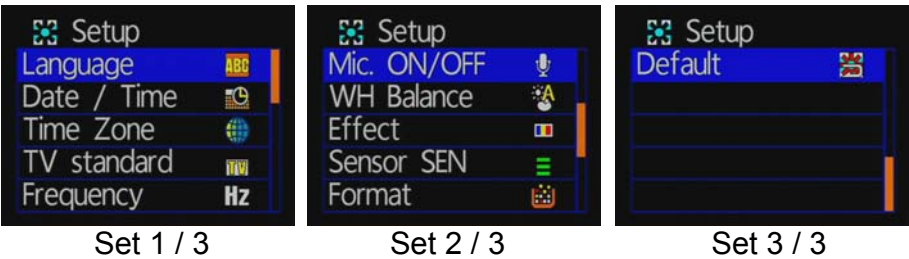 Setup
Language ABC
Date / Time
Time Zone
TV standard TV
Frequency Hz
Set 1 / 3
Setup
Mic. ON/OFF
WH Balance A
Effect
Sensor SEN
Format
Set 2 / 3
Setup
Default
Set 3 / 3